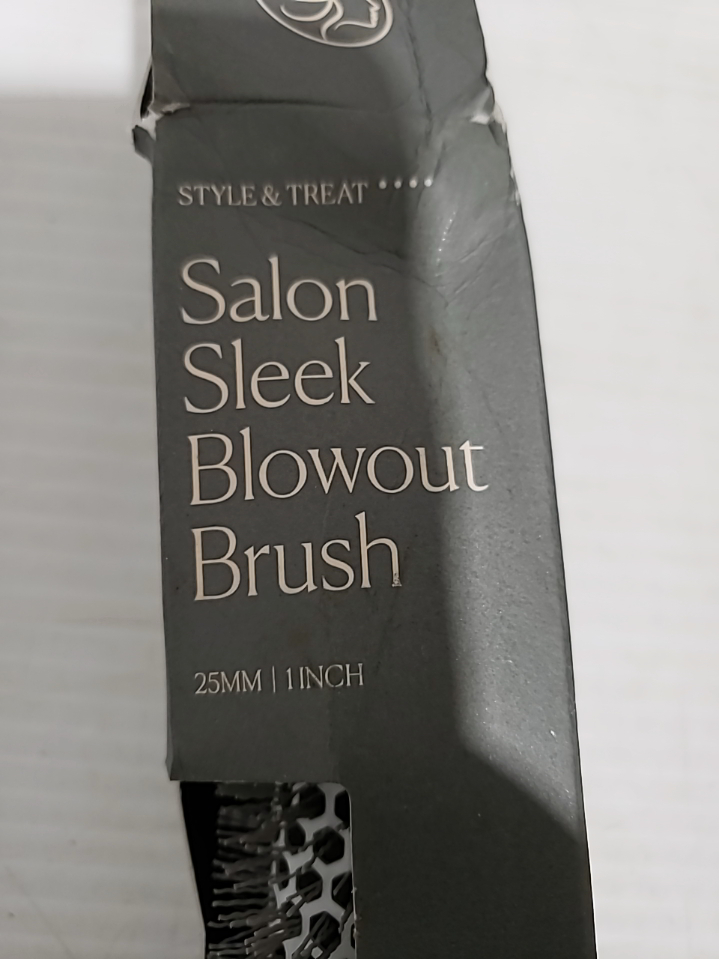 STYLE & TREAT
Salon
Sleek
Blowout
Brush
25MM | 1 INCH